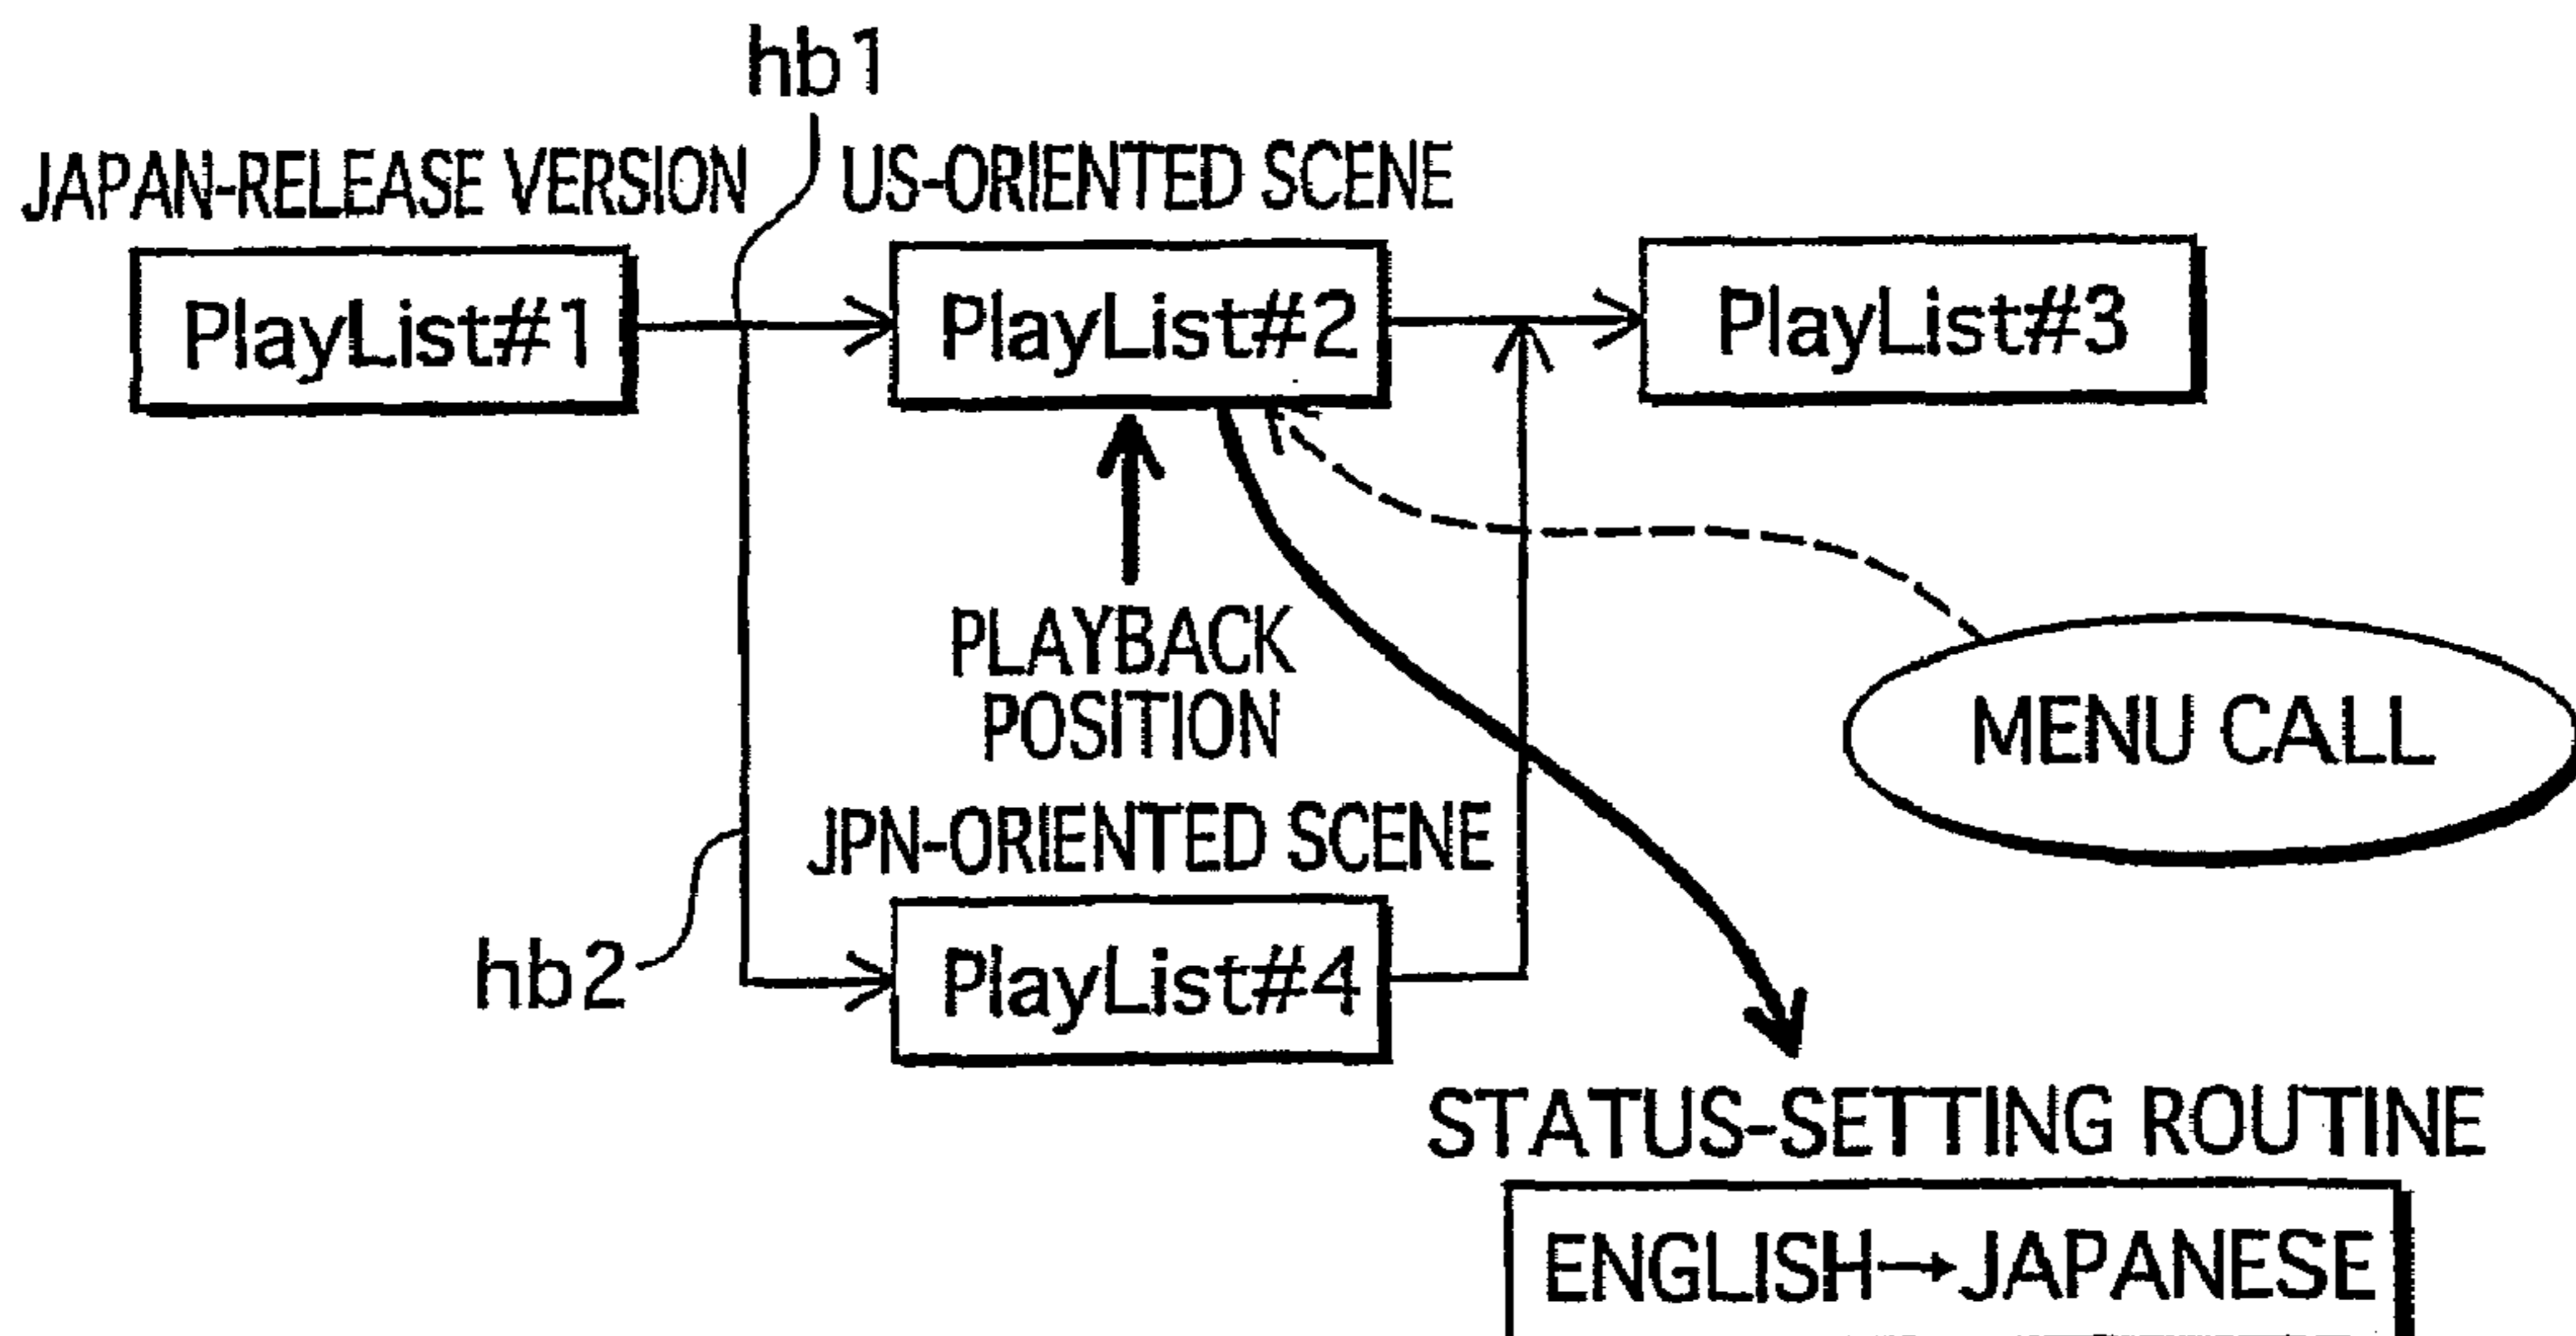 hb1
JAPAN-RELEASE VERSION
US-ORIENTED SCENE
PlayList#1
PlayList#2
PlayList#3
PLAYBACK
POSITION
MENU CALL
JPN-ORIENTED SCENE
hb2
PlayList#4
STATUS-SETTING ROUTINE
ENGLISH→JAPANESE